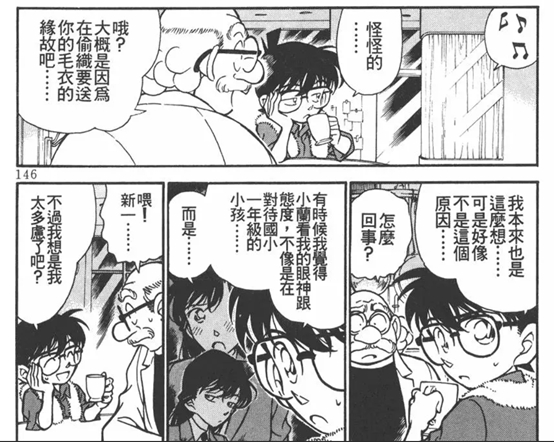 怪怪的
……
哦?
大概是因為
在偷織要送
你的毛衣的
緣故吧……
146
我本來也是
這麼想……
可是好像
不是這個
原因……
怎麼
回事?
有時候我覺得
小蘭看我的眼神跟
態度,不像是在
對待國小
一年級的
小孩……
而是……
喂!
新一……
不過我想是我
太多慮了吧?